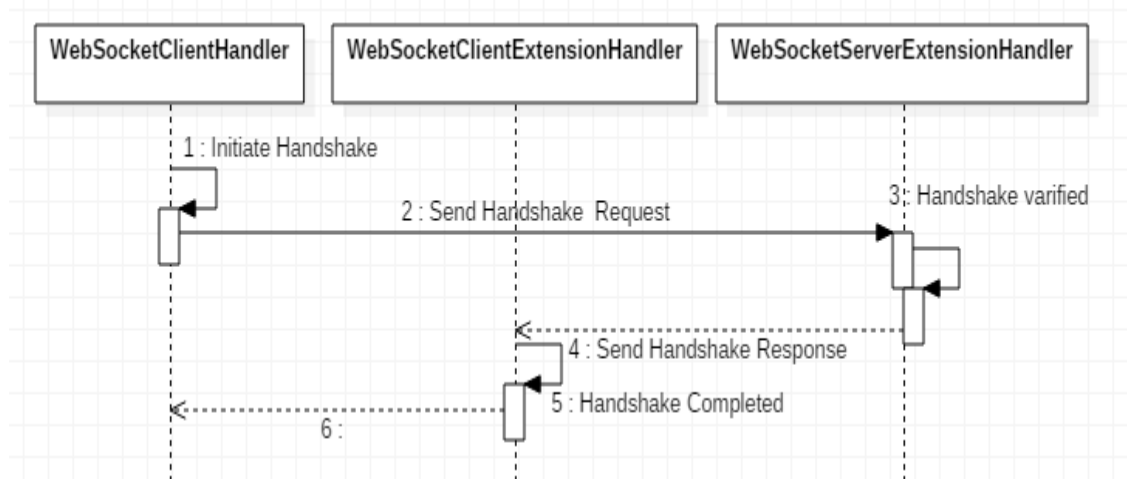 WebSocketClientHandler
WebSocketClientExtensionHandler
WebSocketServerExtensionHandler
1 : Initiate Handshake
3 : Handshake varified
2 : Send Handshake Request
4 : Send Handshake Response
5 : Handshake Completed
6 :